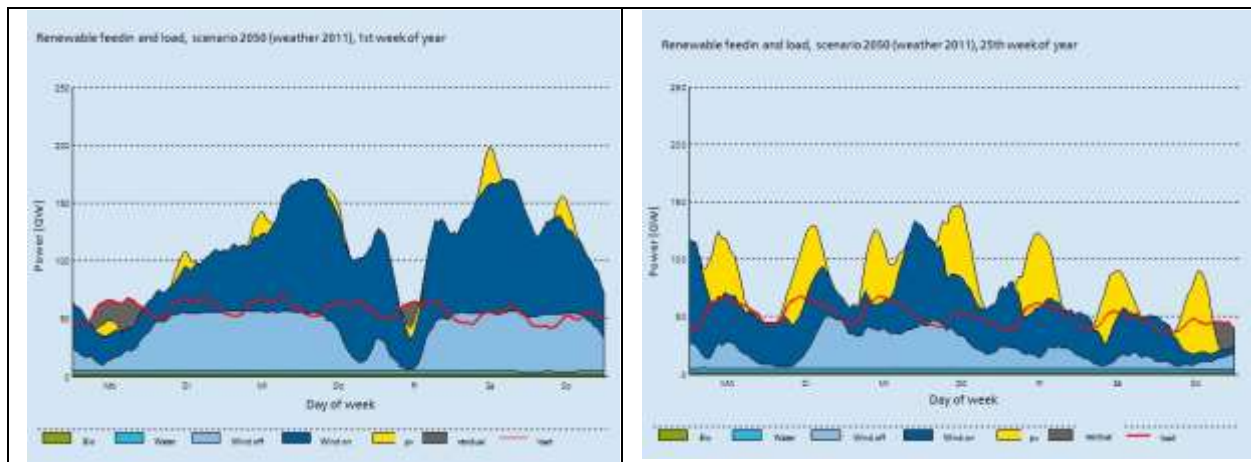 Renewable feedin and load, scenario 2050 (weather 2011), 1st week of year
250
200
150
100
50
0
Power [GW]
Mo Di Mi Do Fr Sa So
Day of week
Bio Water Wind off Wind on pv residual load
Renewable feedin and load, scenario 2050 (weather 2011), 25th week of year
250
200
150
100
50
0
Power [GW]
Mo Di Mi Do Fr Sa So
Day of week
Bio Water Wind off Wind on pv residual load